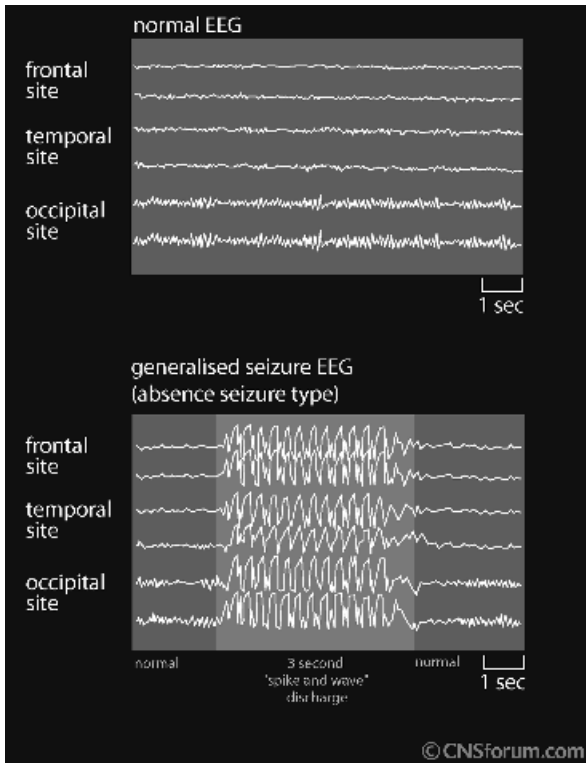 normal EEG
frontal
site
temporal
site
occipital
site
1 sec
generalised seizure EEG
(absence seizure type)
frontal
site
temporal
site
occipital
site
normal
3 second
"spike and wave"
discharge
nurmal
1 sec
©CNSforum.com